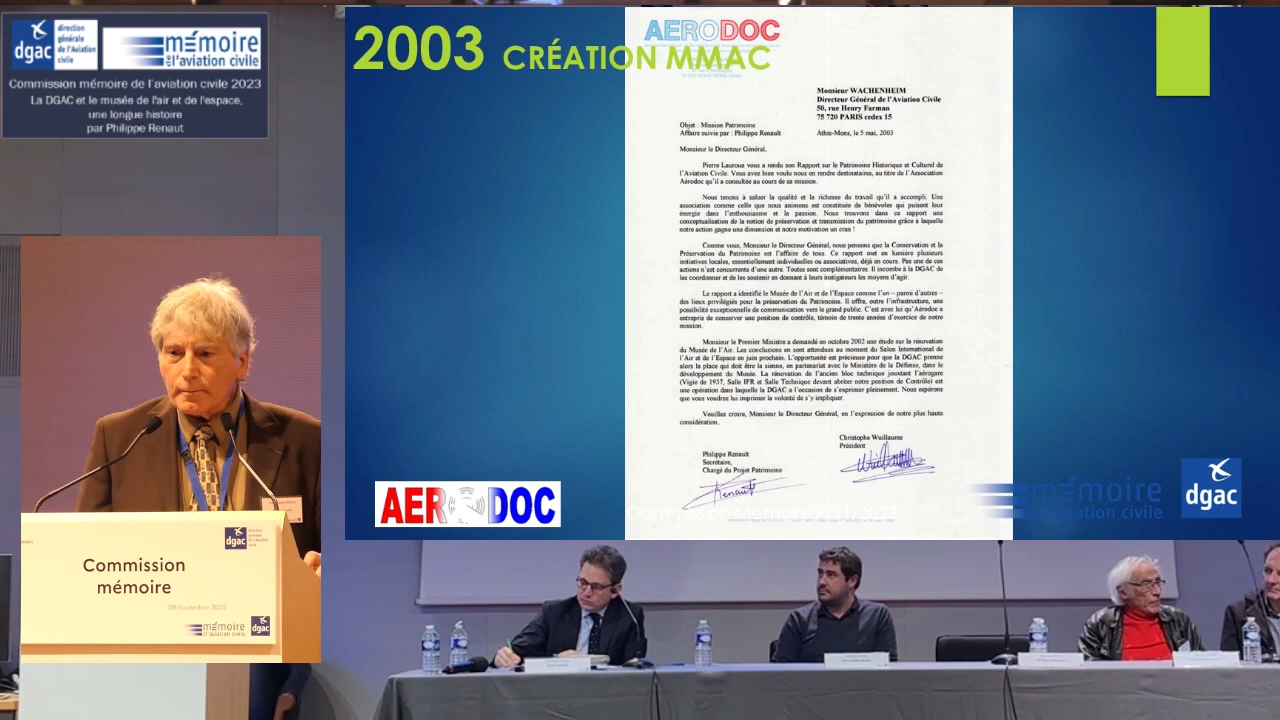 dgac
direction
générale
de l'Aviation
civile
mémoire
de l'aviation civile
Commission mémoire de l'aviation civile 2023
La DGAC et le musée de l'air et de l'espace,
une longue histoire
par Philippe Renaut
2003 CRÉATION MMAC
AERODOC
Monsieur WACHENHEIM
Directeur Général de l'Aviation Civile
50, rue Henry Farman
75 720 PARIS cedex 15
Objet : Mission Patrimoine
Affaire suivie par : Philippe Renault
Athis-Mons, le 5 mai, 2003
Monsieur le Directeur Général,
Pierre Lauroua vous a rendu son Rapport sur le Patrimoine Historique et Culturel de
l'Aviation Civile. Vous avez bien voulu nous en rendre destinataires, au titre de l'Association
Aérodoc qu'il a consultée au cours de sa mission.
Nous tenons à saluer la qualité et la richesse du travail qu'il a accompli. Une
association comme celle que nous animons est constituée de bénévoles qui puisent leur
énergie dans l'enthousiasme et la passion. Nous trouvons dans ce rapport une
conceptualisation de la notion de préservation et transmission du patrimoine grâce à laquelle
notre action gagne une dimension et notre motivation un cran !
Comme vous, Monsieur le Directeur Général, nous pensons que la Conservation et la
Préservation du Patrimoine est l'affaire de tous. Ce rapport met en lumière plusieurs
initiatives locales, essentiellement individuelles ou associatives, déjà en cours. Pas une de ces
actions n'est concurrente d'une autre. Toutes sont complémentaires. Il incombe à la DGAC de
les coordonner et de les soutenir en donnant à leurs instigateurs les moyens d'agir.
Le rapport a identifié le Musée de l'Air et de l'Espace comme l'un – parmi d'autres –
des lieux privilégiés pour la préservation du Patrimoine. Il offre, outre l'infrastructure, une
possibilité exceptionnelle de communication vers le grand public. C'est avec lui qu'Aérodoc a
entrepris de conserver une position de contrôle, témoin de trente années d'exercice de notre
mission.
Monsieur le Premier Ministre a demandé en octobre 2002 une étude sur la rénovation
du Musée de l'Air. Les conclusions en sont attendues au moment du Salon International de
l'Air et de l'Espace en juin prochain. L'opportunité est précieuse pour que la DGAC prenne
alors la place qui doit être la sienne, en partenariat avec le Ministère de la Défense, dans le
développement du Musée. La rénovation de l'ancien bloc technique jouxtant l'aérogare
(Vigie de 1937, Salle IFR et Salle Technique devant abriter notre position de Contrôle) est
une opération dans laquelle la DGAC a l'occasion de s'exprimer pleinement. Nous espérons
que vous voudrez lui imprimer la volonté de s'y impliquer.
Veuillez croire, Monsieur le Directeur Général, en l'expression de notre plus haute
considération.
Christophe Wuillaume
Président
Philippe Renault
Secrétaire,
Chargé du Projet Patrimoine
Renault
AERODOC
Commission Mémoire 9/11/2023
mémoire
de l'aviation civile
dgac
dgac
Commission
mémoire
09 novembre 2023
mémoire
de l'aviation civile
dgac